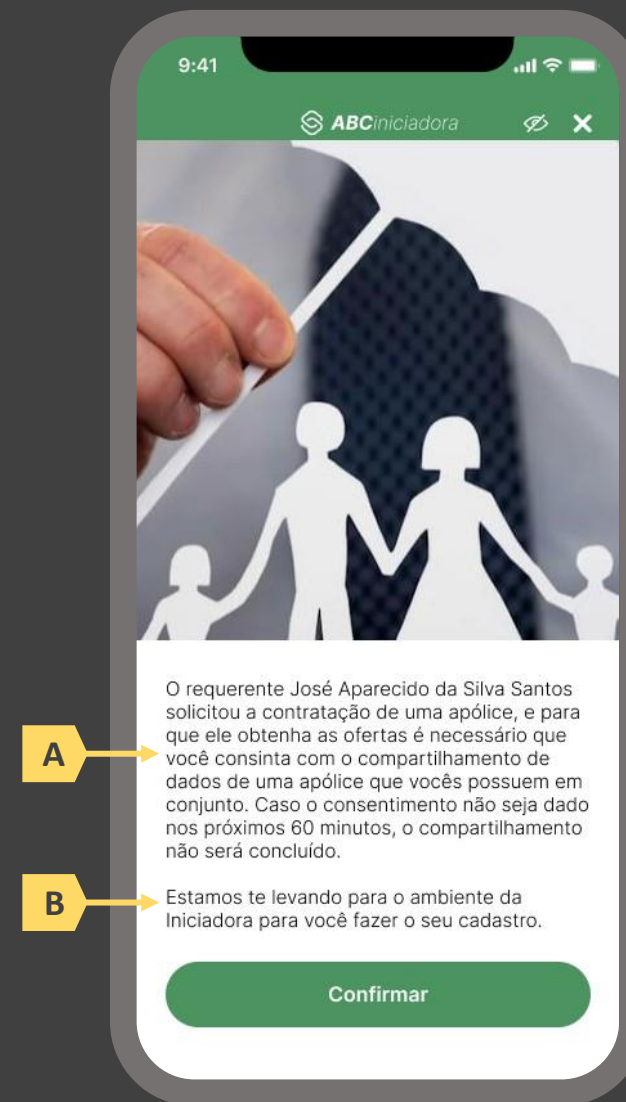 9:41
ABCiniciadora
O requerente José Aparecido da Silva Santos
solicitou a contratação de uma apólice, e para
que ele obtenha as ofertas é necessário que
você consinta com o compartilhamento de
dados de uma apólice que vocês possuem em
conjunto. Caso o consentimento não seja dado
nos próximos 60 minutos, o compartilhamento
não será concluído.
A
Estamos te levando para o ambiente da
Iniciadora para você fazer o seu cadastro.
B
Confirmar